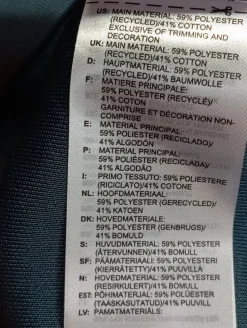 US: MAIN MATERIAL: 59% POLYESTER
(RECYCLED)/41% COTTON
EXCLUSIVE OF TRIMMING AND
DECORATION
UK: MAIN MATERIAL: 59% POLYESTER
(RECYCLED)/41% COTTON
D: HAUPTMATERIAL: 59% POLYESTER
(RECYCELT)/41% BAUMWOLLE
F: MATIERE PRINCIPALE:
59% POLYESTER (RECYCLÉ)/
41% COTON
GARNITURE ET DÉCORATION NON-
COMPRISE
E: MATERIAL PRINCIPAL:
59% POLIESTER (RECICLADO)/
41% ALGODÓN
P: MATERIAL PRINCIPAL:
59% POLIÉSTER (RECICLADA)/
41% ALGODÃO
I: PRIMO TESSUTO: 59% POLIESTERE
(RICICLATO)/41% COTONE
NL: HOOFDMATERIAAL:
59% POLYESTER (GERECYCLED)/
41% KATOEN
DK: HOVEDMATERIALE:
59% POLYESTER (GENBRUGS)/
41% BOMULD
S: HUVUDMATERIAL: 59% POLYESTER
(ÅTERVUNNEN)/41% BOMULL
SF: PÄÄMATERIAALI: 59% POLYESTERI
(KIERRÄTETTY)/41% PUUVILLA
N: HOVEDMATERIALE: 59% POLYESTER
(RESIRKULERT)/41% BOMULL
EST: PÕHIMATERJAL: 59% POLÜESTER
(TAASKASUTATUD)/41% PUUVILL
LV: PAMATMATERIĀLS: